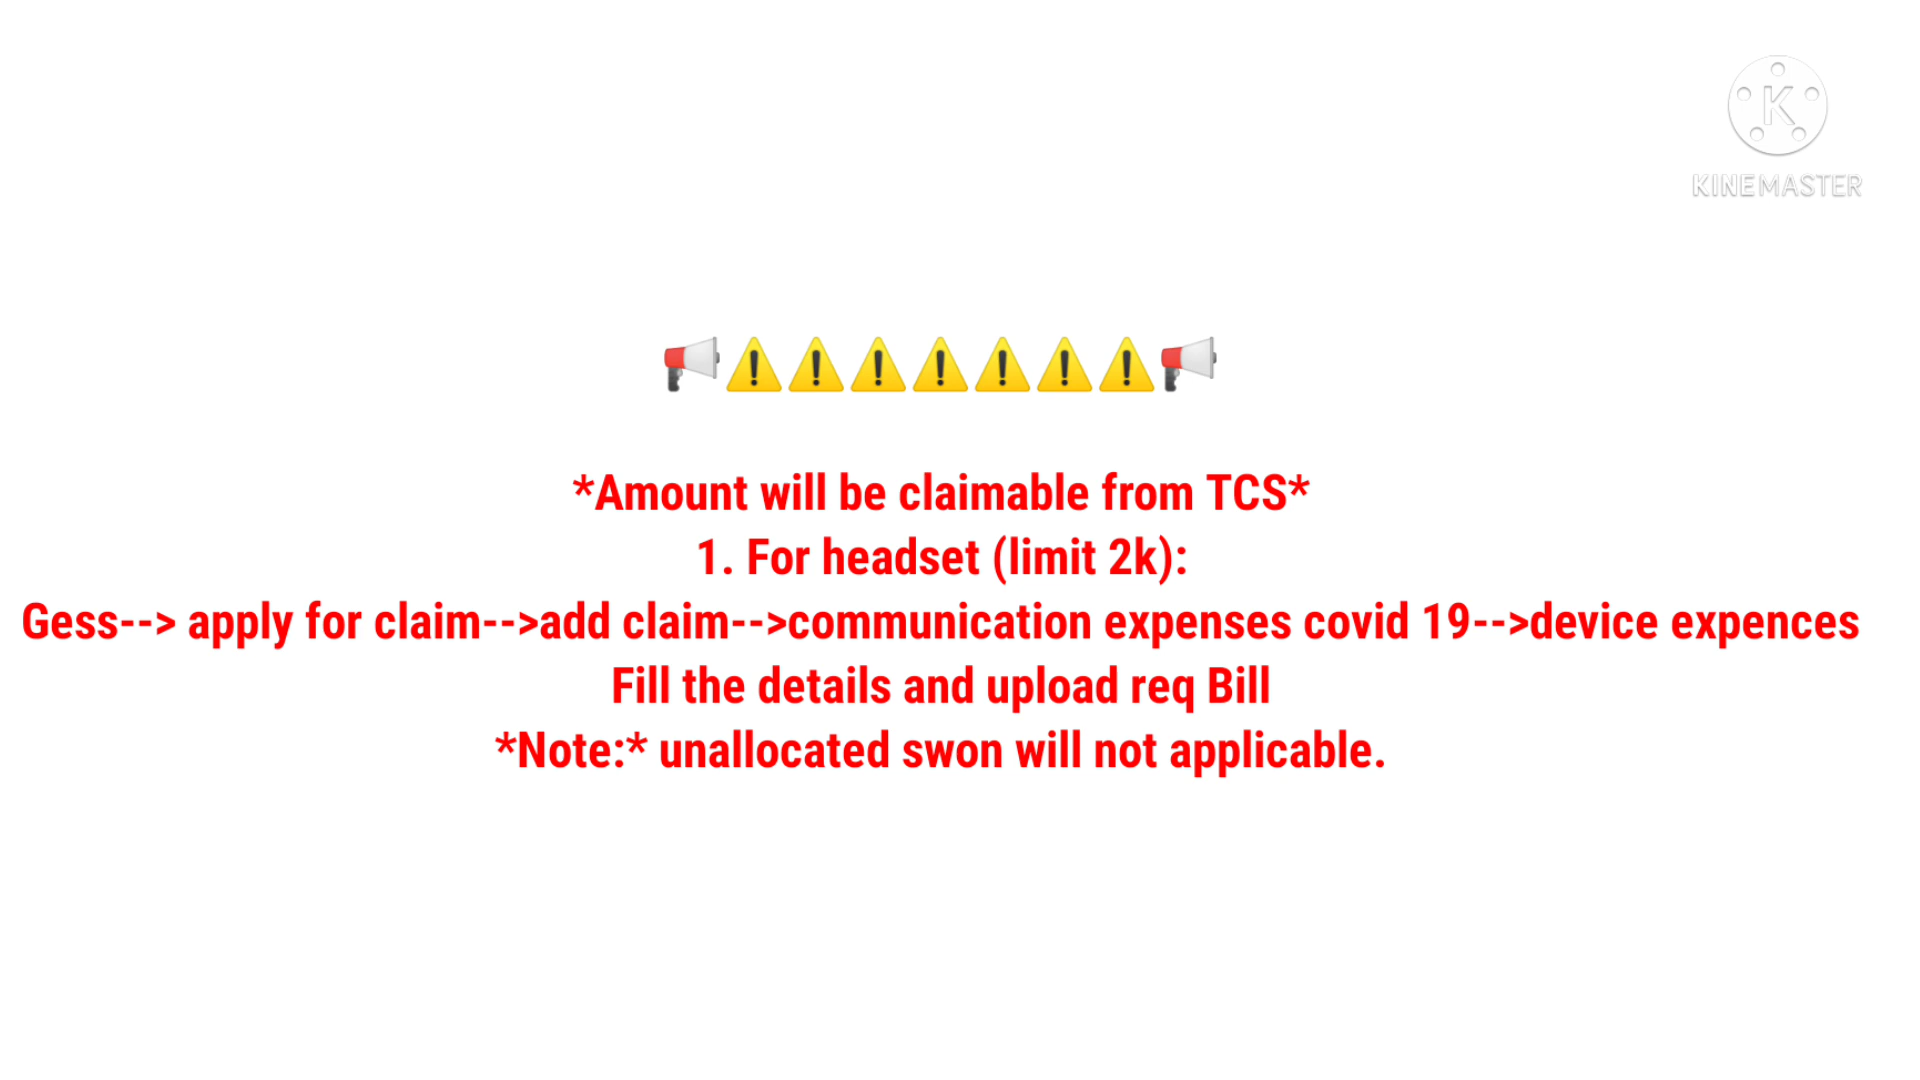 K
KINEMASTER
*Amount will be claimable from TCS*
1. For headset (limit 2k):
Gess--> apply for claim-->add claim-->communication expenses covid 19-->device expences
Fill the details and upload req Bill
*Note:* unallocated swon will not applicable.